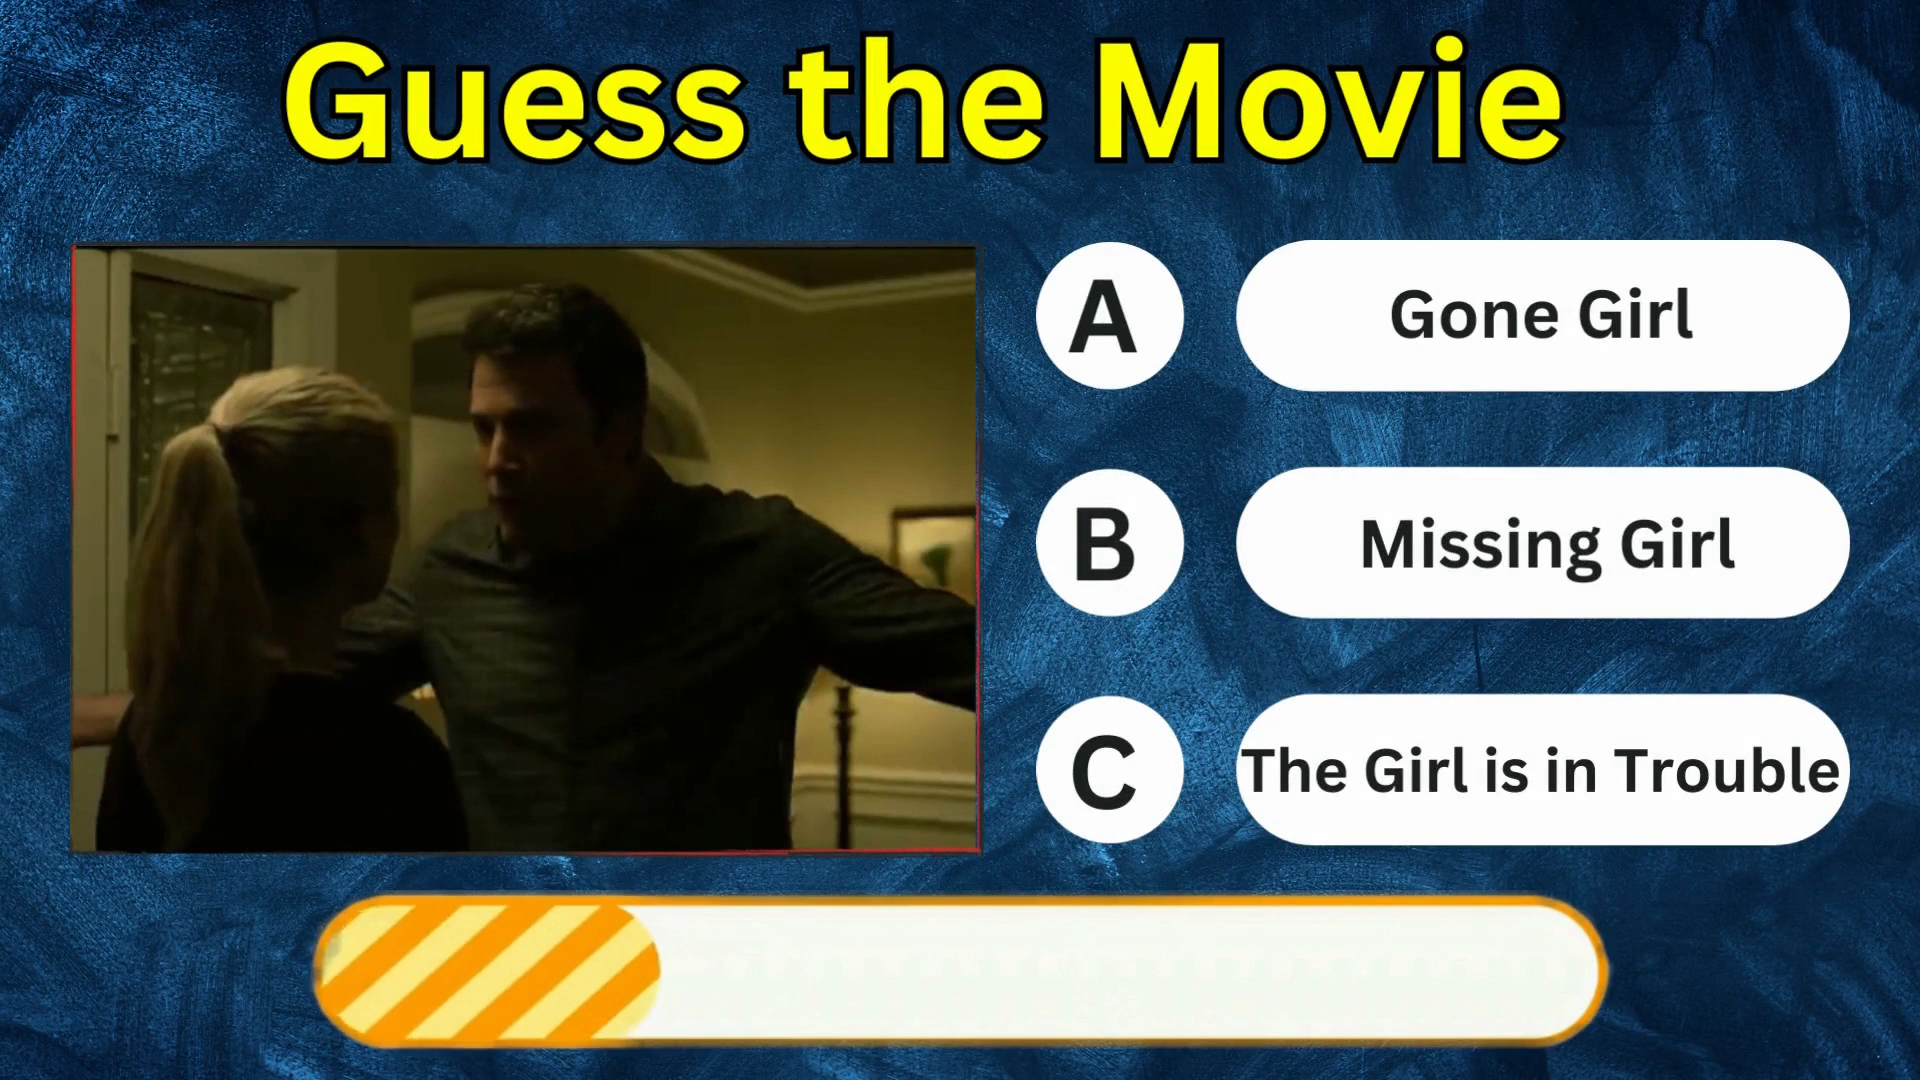 Guess the Movie
A
Gone Girl
B
Missing Girl
C
The Girl is in Trouble